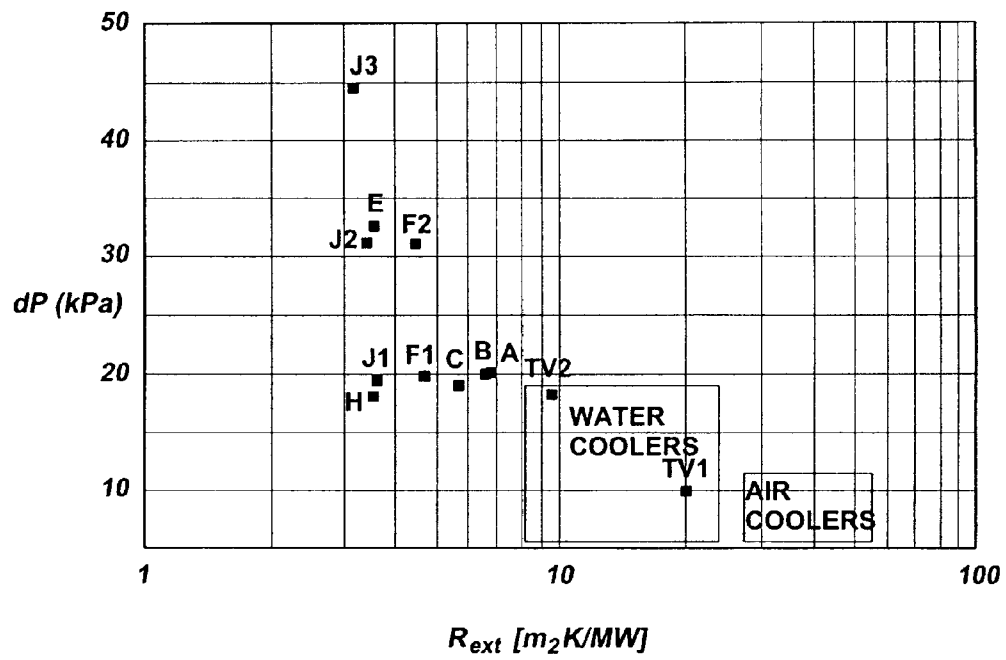 50
J3
40
E
F2
J2
30
dP (kPa)
J1
F1
C
B
A
TV2
20
H
WATER
COOLERS
TV1
10
AIR
COOLERS
1
10
100
R_ext [m₂K/MW]